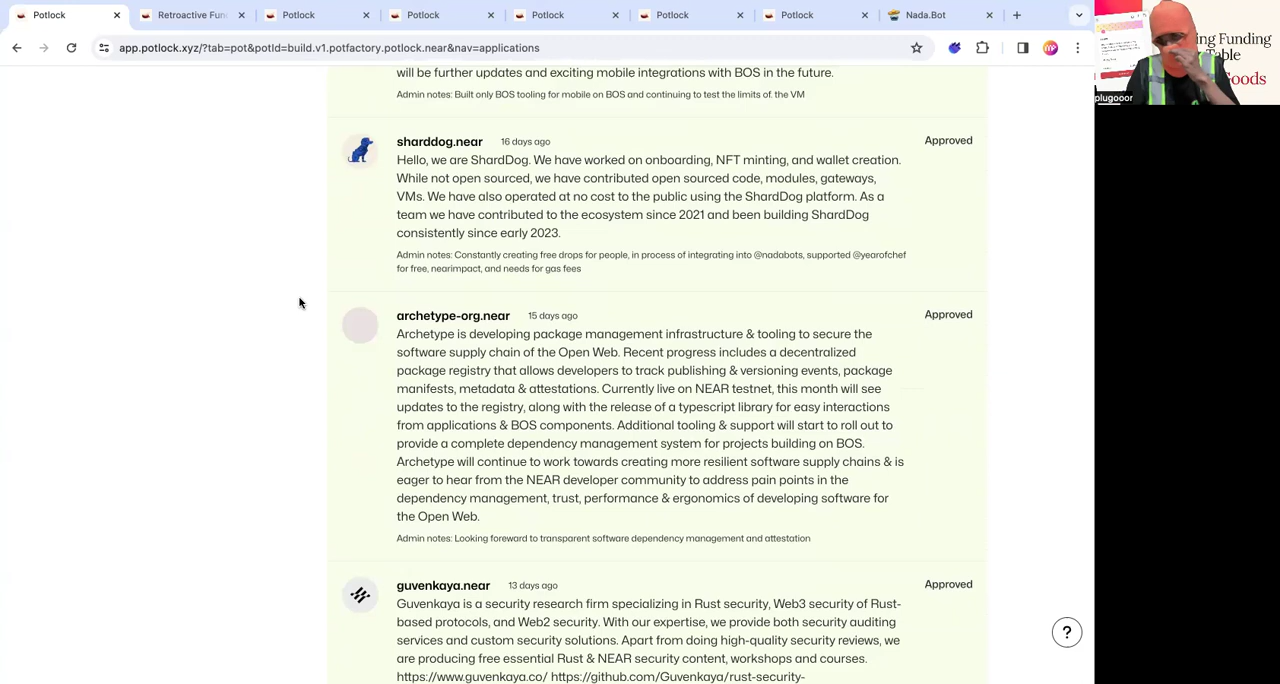 Potlock
Retroactive Fun
Potlock
Potlock
Potlock
Potlock
Potlock
Nada.Bot
app.potlock.xyz/?tab=pot&potId=build.v1.potfactory.potlock.near&nav=applications
will be further updates and exciting mobile integrations with BOS in the future.
Admin notes: Built only BOS tooling for mobile on BOS and continuing to test the limits of. the VM
sharddog.near
16 days ago
Approved
Hello, we are ShardDog. We have worked on onboarding, NFT minting, and wallet creation.
While not open sourced, we have contributed open sourced code, modules, gateways,
VMs. We have also operated at no cost to the public using the ShardDog platform. As a
team we have contributed to the ecosystem since 2021 and been building ShardDog
consistently since early 2023.
Admin notes: Constantly creating free drops for people, in process of integrating into @nadabots, supported @yearofchef
for free, nearimpact, and needs for gas fees
archetype-org.near
15 days ago
Approved
Archetype is developing package management infrastructure & tooling to secure the
software supply chain of the Open Web. Recent progress includes a decentralized
package registry that allows developers to track publishing & versioning events, package
manifests, metadata & attestations. Currently live on NEAR testnet, this month will see
updates to the registry, along with the release of a typescript library for easy interactions
from applications & BOS components. Additional tooling & support will start to roll out to
provide a complete dependency management system for projects building on BOS.
Archetype will continue to work towards creating more resilient software supply chains & is
eager to hear from the NEAR developer community to address pain points in the
dependency management, trust, performance & ergonomics of developing software for
the Open Web.
Admin notes: Looking foreward to transparent software dependency management and attestation
guvenkaya.near
13 days ago
Approved
Guvenkaya is a security research firm specializing in Rust security, Web3 security of Rust-
based protocols, and Web2 security. With our expertise, we provide both security auditing
services and custom security solutions. Apart from doing high-quality security reviews, we
are producing free essential Rust & NEAR security content, workshops and courses.
https://www.guvenkaya.co/ https://github.com/Guvenkaya/rust-security-
?
ing Funding
Table
Goods
plugooor